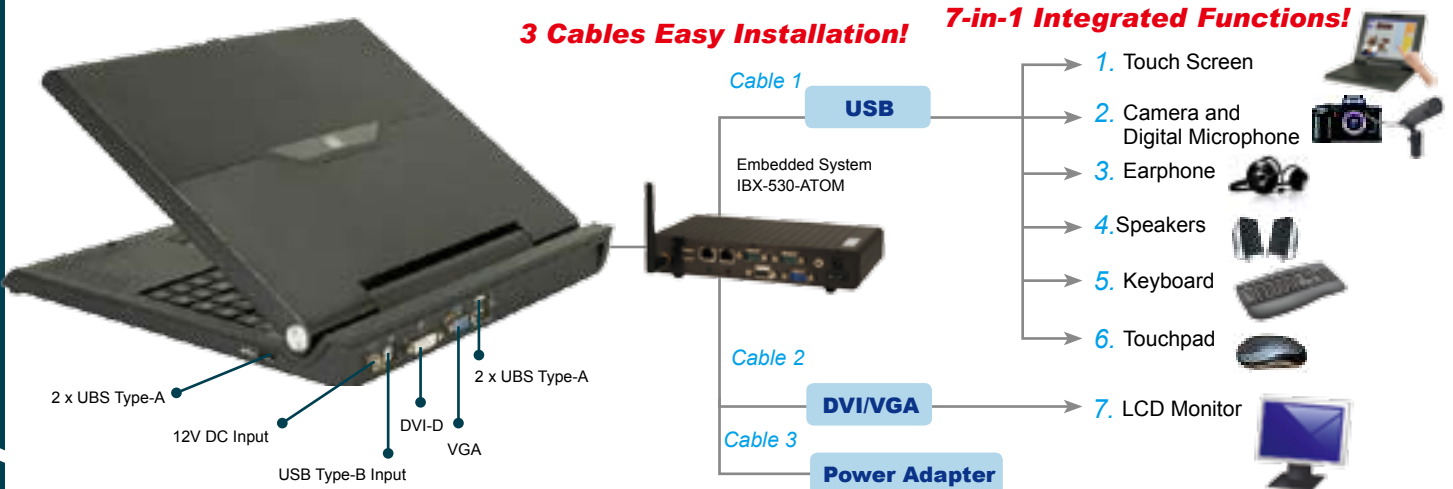 3 Cables Easy Installation!
7-in-1 Integrated Functions!
Cable 1
USB
1. Touch Screen
2. Camera and
Digital Microphone
3. Earphone
4.Speakers
5. Keyboard
6. Touchpad
Embedded System
IBX-530-ATOM
Cable 2
DVI/VGA
7. LCD Monitor
Cable 3
Power Adapter
2 x UBS Type-A
12V DC Input
USB Type-B Input
DVI-D
VGA
2 x UBS Type-A